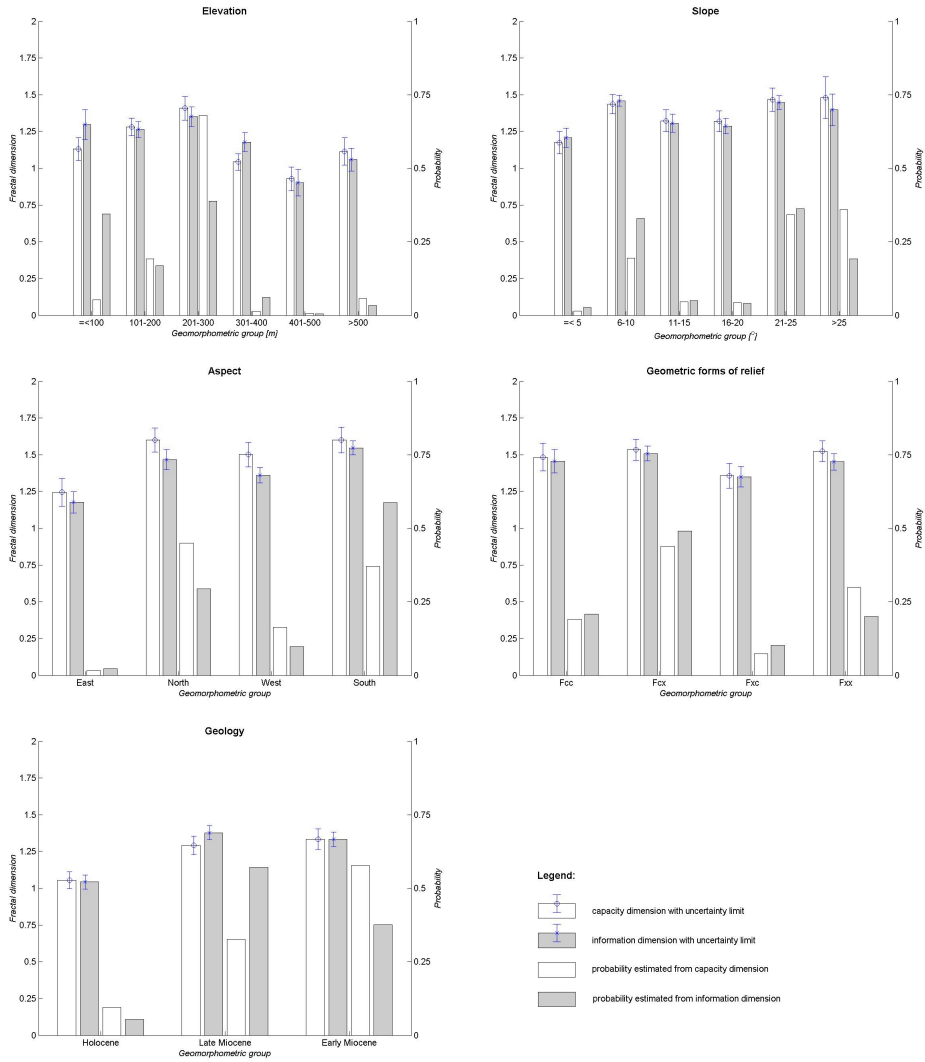 Elevation
2
1.75
1.5
1.25
1
0.75
0.5
0.25
0
Fractal dimension
1
0.75
0.5
0.25
0
Probability
=<100 101-200 201-300 301-400 401-500 >500
Geomorphometric group [m]
Slope
2
1.75
1.5
1.25
1
0.75
0.5
0.25
0
Fractal dimension
1
0.75
0.5
0.25
0
Probability
=< 5 6-10 11-15 16-20 21-25 >25
Geomorphometric group [°]
Aspect
2
1.75
1.5
1.25
1
0.75
0.5
0.25
0
Fractal dimension
1
0.75
0.5
0.25
0
Probability
East North West South
Geomorphometric group
Geometric forms of relief
2
1.75
1.5
1.25
1
0.75
0.5
0.25
0
Fractal dimension
1
0.75
0.5
0.25
0
Probability
Fcc Fcx Fxc Fxx
Geomorphometric group
Geology
2
1.75
1.5
1.25
1
0.75
0.5
0.25
0
Fractal dimension
1
0.75
0.5
0.25
0
Probability
Holocene Late Miocene Early Miocene
Geomorphometric group
Legend:
capacity dimension with uncertainty limit
information dimension with uncertainty limit
probability estimated from capacity dimension
probability estimated from information dimension